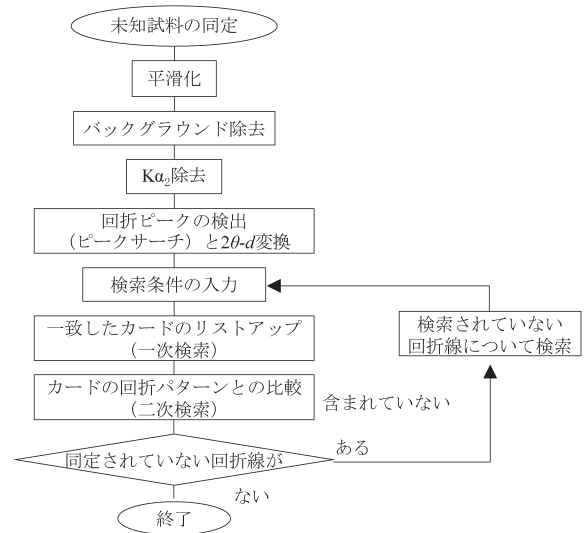 未知試料の同定
平滑化
バックグラウンド除去
Kα₂除去
回折ピークの検出
（ピークサーチ）と2θ-d変換
検索条件の入力
一致したカードのリストアップ
（一次検索）
検索されていない
回折線について検索
カードの回折パターンとの比較
（二次検索）
含まれていない
同定されていない回折線が
ある
ない
終了